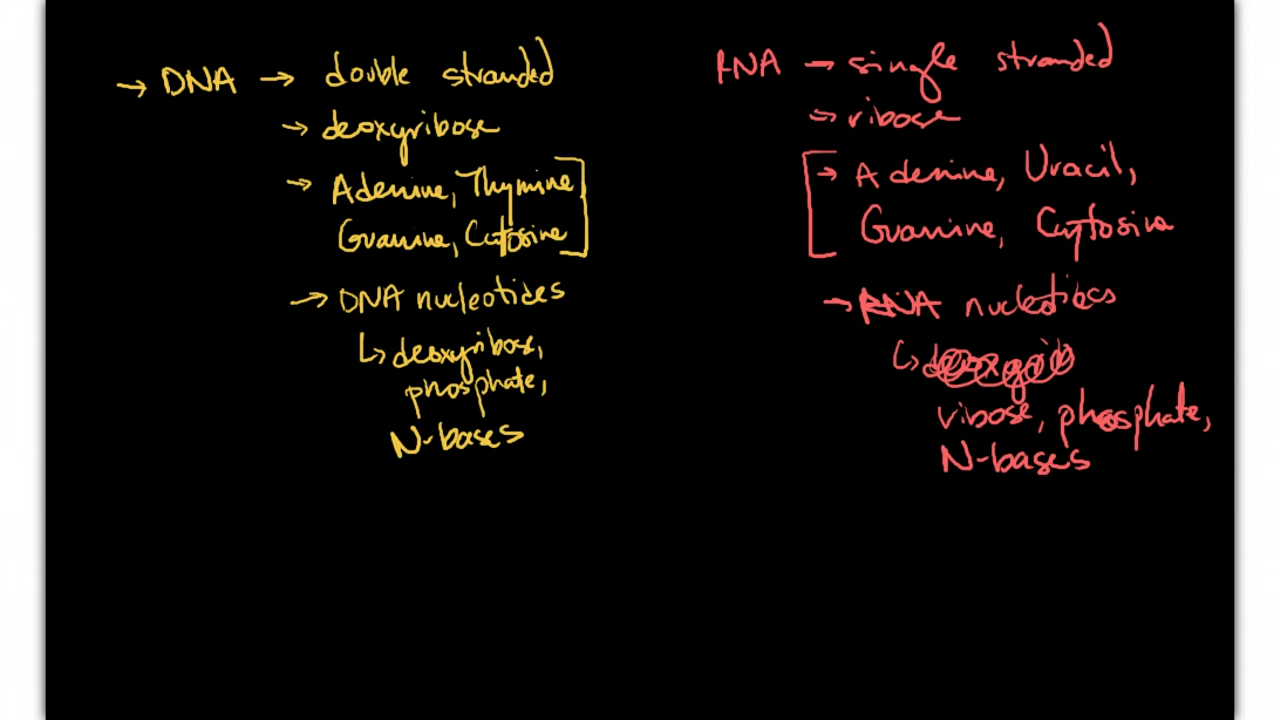 → DNA → double stranded
→ deoxyribose
→ Adenine, Thymine
Guanine, Cytosine
→ DNA nucleotides
↳ deoxyribose,
phosphate,
N-bases
RNA → single stranded
→ ribose
→ Adenine, Uracil,
Guanine, Cytosine
→ RNA nucleotides
↳
ribose, phosphate,
N-bases